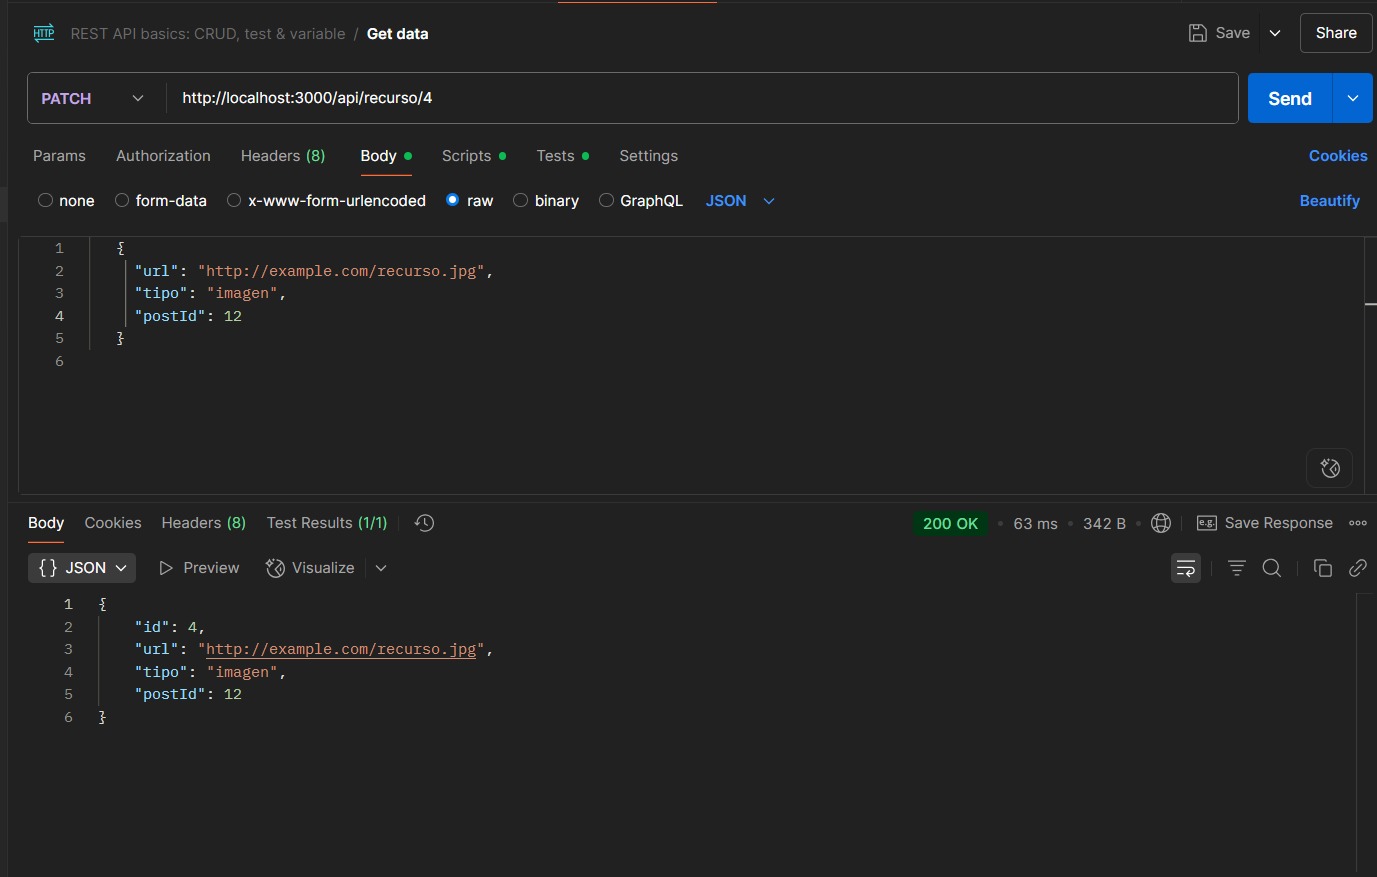 HTTP REST API basics: CRUD, test & variable / Get data Save Share
PATCH http://localhost:3000/api/recurso/4 Send
Params Authorization Headers (8) Body Scripts Tests Settings Cookies
none form-data x-www-form-urlencoded raw binary GraphQL JSON Beautify
1 {
2 "url": "http://example.com/recurso.jpg",
3 "tipo": "imagen",
4 "postId": 12
5 }
6
Body Cookies Headers (8) Test Results (1/1) 200 OK • 63 ms • 342 B • e.g. Save Response
{} JSON Preview Visualize
1 {
2 "id": 4,
3 "url": "http://example.com/recurso.jpg",
4 "tipo": "imagen",
5 "postId": 12
6 }